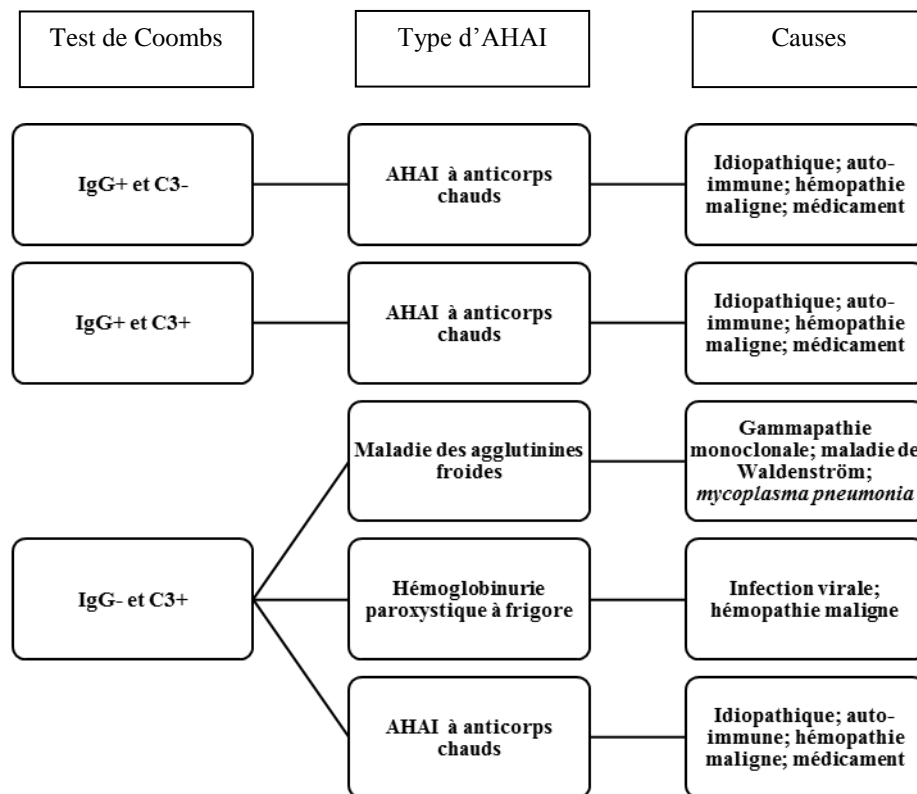 Test de Coombs
Type d’AHAI
Causes
IgG+ et C3-
AHAI à anticorps
chauds
Idiopathique; auto-
immune; hémopathie
maligne; médicament
IgG+ et C3+
AHAI à anticorps
chauds
Idiopathique; auto-
immune; hémopathie
maligne; médicament
IgG- et C3+
Maladie des agglutinines
froides
Gammapathie
monoclonale; maladie de
Waldenström;
mycoplasma pneumonia
Hémoglobinurie
paroxystique à frigore
Infection virale;
hémopathie maligne
AHAI à anticorps
chauds
Idiopathique; auto-
immune; hémopathie
maligne; médicament